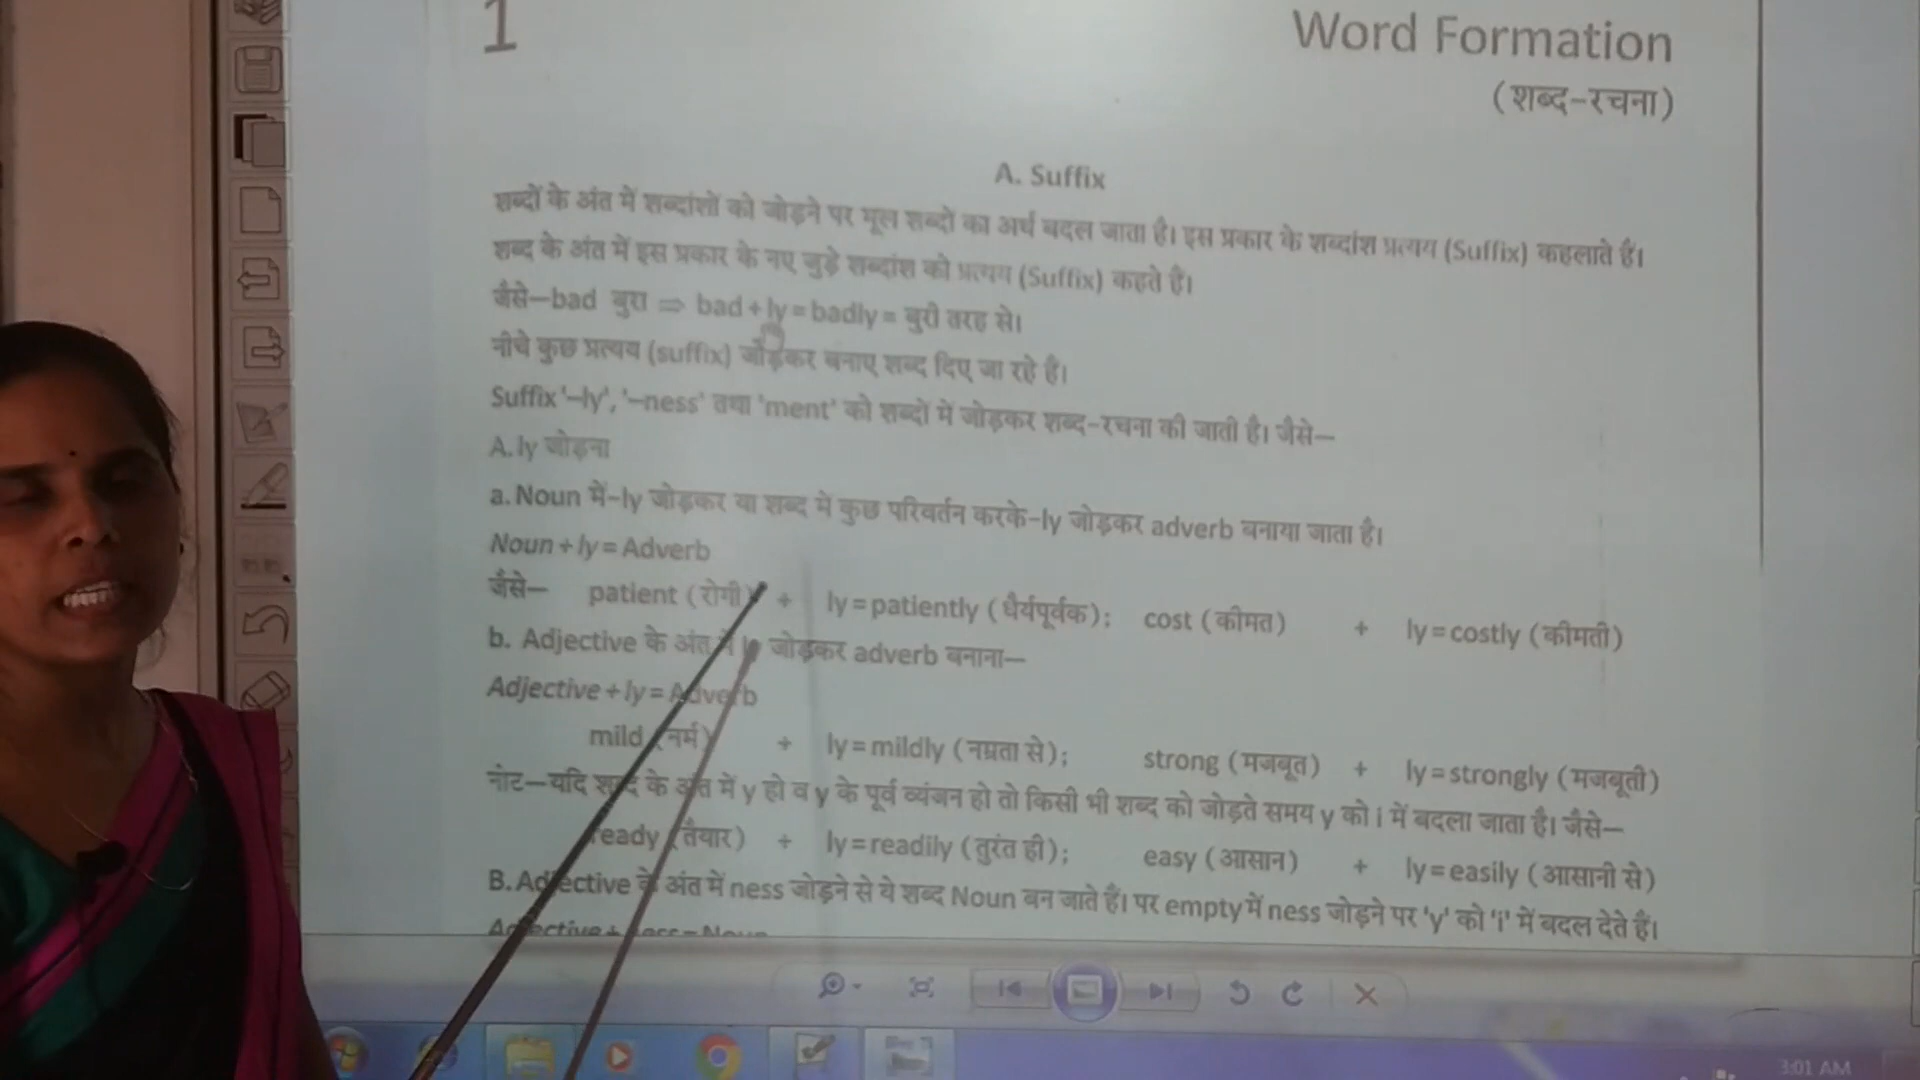 1
Word Formation
(शब्द-रचना)
A. Suffix
शब्दों के अंत में शब्दांशों को जोड़ने पर मूल शब्दों का अर्थ बदल जाता है। इस प्रकार के शब्दांश प्रत्यय (Suffix) कहलाते हैं।
शब्द के अंत में इस प्रकार के नए जुड़े शब्दांश को प्रत्यय (Suffix) कहते हैं।
जैसे—bad बुरा ⇒ bad+ly=badly= बुरी तरह से।
नीचे कुछ प्रत्यय (suffix) जोड़कर बनाए शब्द दिए जा रहे हैं।
Suffix '–ly', '–ness' तथा 'ment' को शब्दों में जोड़कर शब्द-रचना की जाती है। जैसे—
A. ly जोड़ना
a. Noun में-ly जोड़कर या शब्द में कुछ परिवर्तन करके-ly जोड़कर adverb बनाया जाता है।
Noun+ly=Adverb
जैसे— patient (रोगी) + ly=patiently (धैर्यपूर्वक); cost (कीमत) + ly=costly (कीमती)
b. Adjective के अंत में ly जोड़कर adverb बनाना—
Adjective+ly=Adverb
mild (नर्म) + ly=mildly (नम्रता से); strong (मजबूत) + ly=strongly (मजबूती)
नोट—यदि शब्द के अंत में y हो व y के पूर्व व्यंजन हो तो किसी भी शब्द को जोड़ते समय y को i में बदला जाता है। जैसे—
ready (तैयार) + ly=readily (तुरंत ही); easy (आसान) + ly=easily (आसानी से)
B. Adjective के अंत में ness जोड़ने से ये शब्द Noun बन जाते हैं। पर empty में ness जोड़ने पर 'y' को 'i' में बदल देते हैं।
Adjective+ness=Noun
3:01 AM